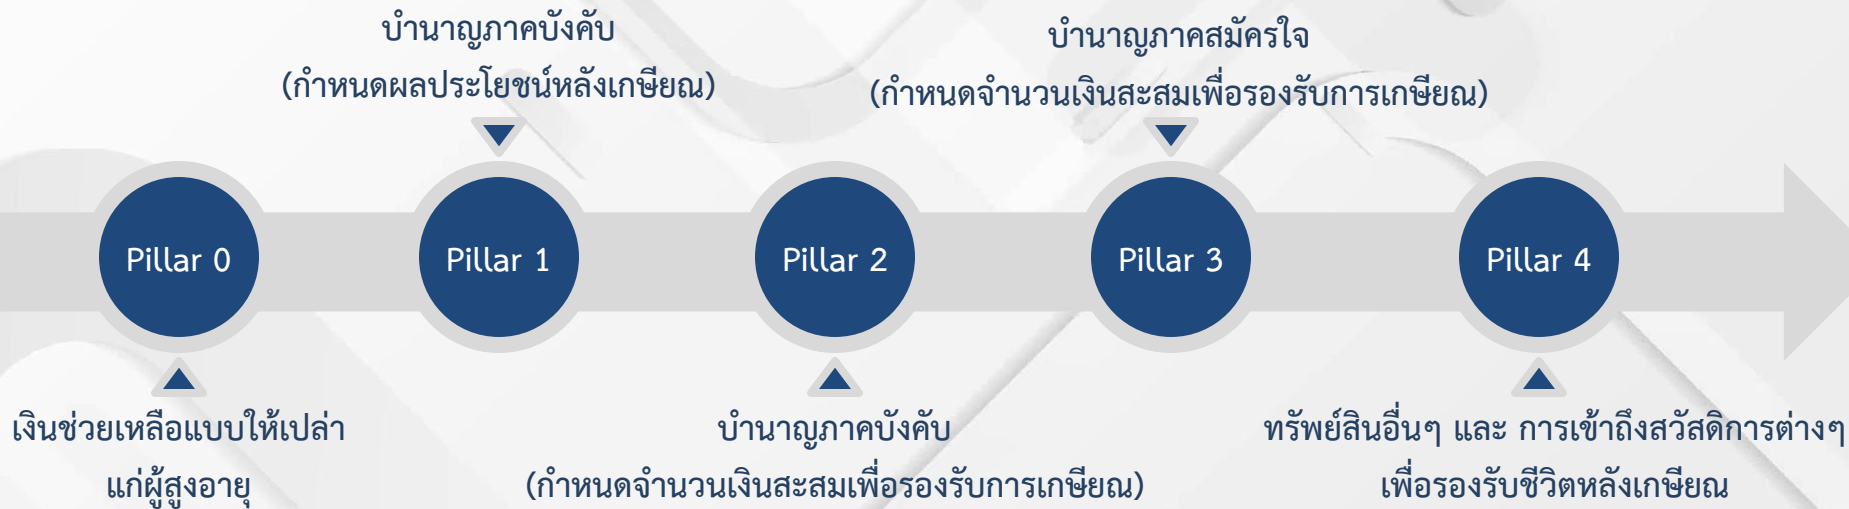 บำนาญภาคบังคับ
(กำหนดผลประโยชน์หลังเกษียณ)
บำนาญภาคสมัครใจ
(กำหนดจำนวนเงินสะสมเพื่อรองรับการเกษียณ)
Pillar 0
Pillar 1
Pillar 2
Pillar 3
Pillar 4
เงินช่วยเหลือแบบให้เปล่า
แก่ผู้สูงอายุ
บำนาญภาคบังคับ
(กำหนดจำนวนเงินสะสมเพื่อรองรับการเกษียณ)
ทรัพย์สินอื่นๆ และ การเข้าถึงสวัสดิการต่างๆ
เพื่อรองรับชีวิตหลังเกษียณ